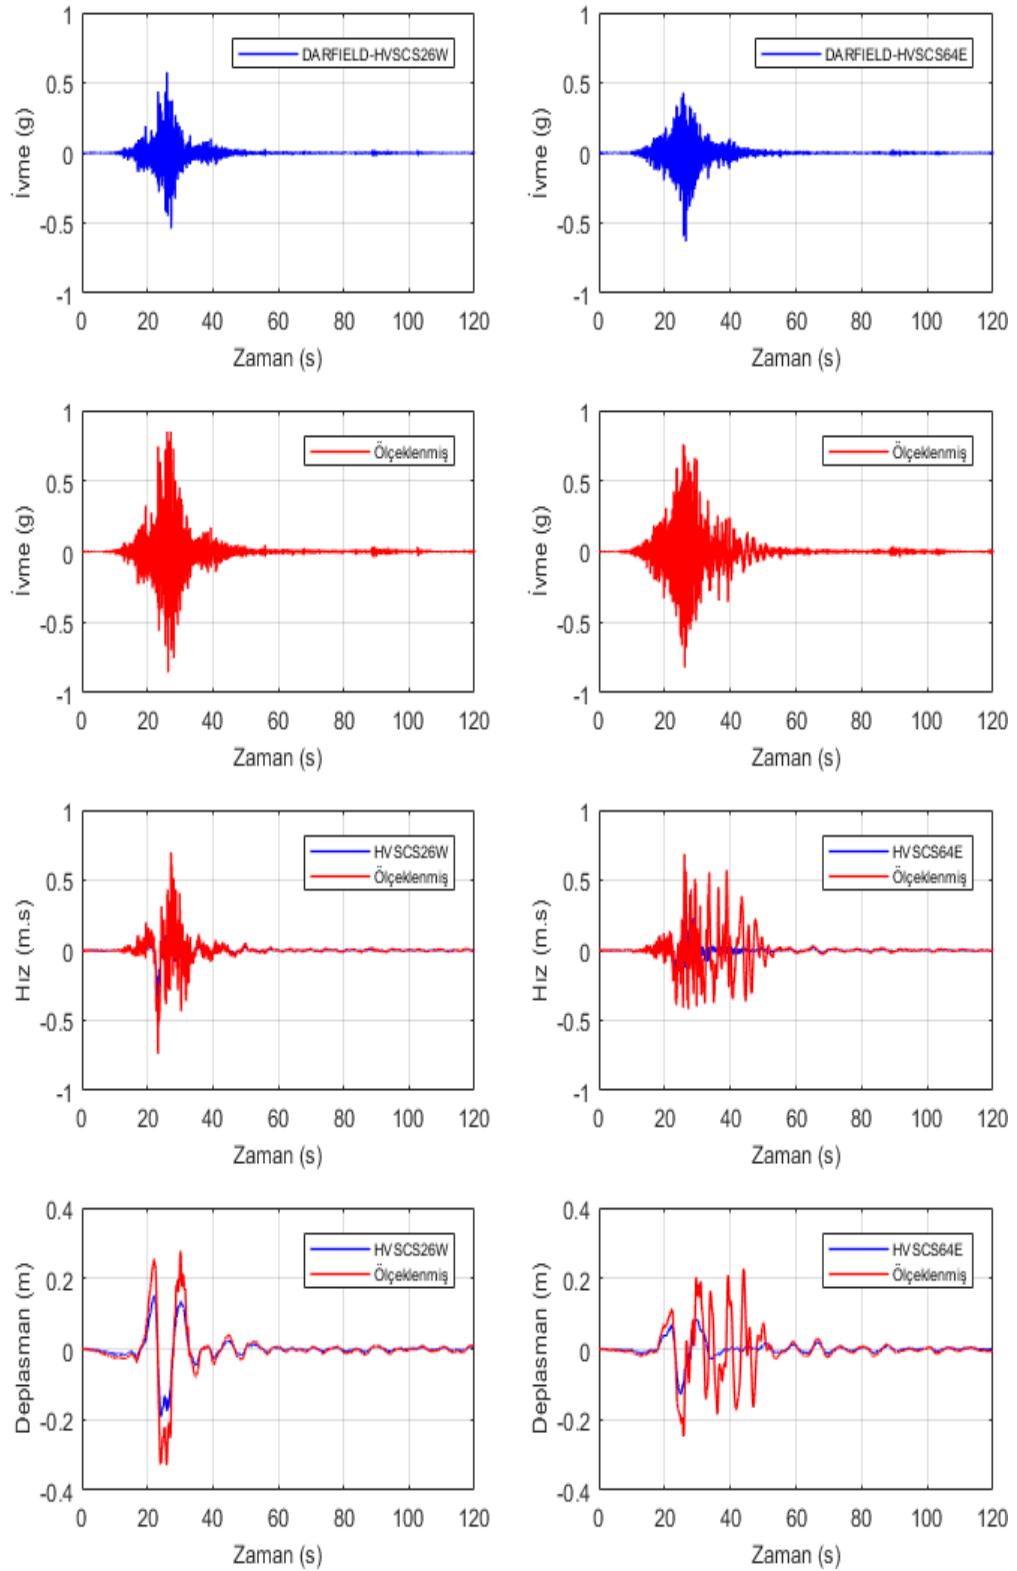 1
0.5
0
-0.5
-1
İvme (g)
DARFIELD-HVSCS26W
0 20 40 60 80 100 120
Zaman (s)
1
0.5
0
-0.5
-1
İvme (g)
DARFIELD-HVSCS64E
0 20 40 60 80 100 120
Zaman (s)
1
0.5
0
-0.5
-1
İvme (g)
Ölçeklenmiş
0 20 40 60 80 100 120
Zaman (s)
1
0.5
0
-0.5
-1
İvme (g)
Ölçeklenmiş
0 20 40 60 80 100 120
Zaman (s)
1
0.5
0
-0.5
-1
Hız (m.s)
HVSCS26W
Ölçeklenmiş
0 20 40 60 80 100 120
Zaman (s)
1
0.5
0
-0.5
-1
Hız (m.s)
HVSCS64E
Ölçeklenmiş
0 20 40 60 80 100 120
Zaman (s)
0.4
0.2
0
-0.2
-0.4
Deplasman (m)
HVSCS26W
Ölçeklenmiş
0 20 40 60 80 100 120
Zaman (s)
0.4
0.2
0
-0.2
-0.4
Deplasman (m)
HVSCS64E
Ölçeklenmiş
0 20 40 60 80 100 120
Zaman (s)